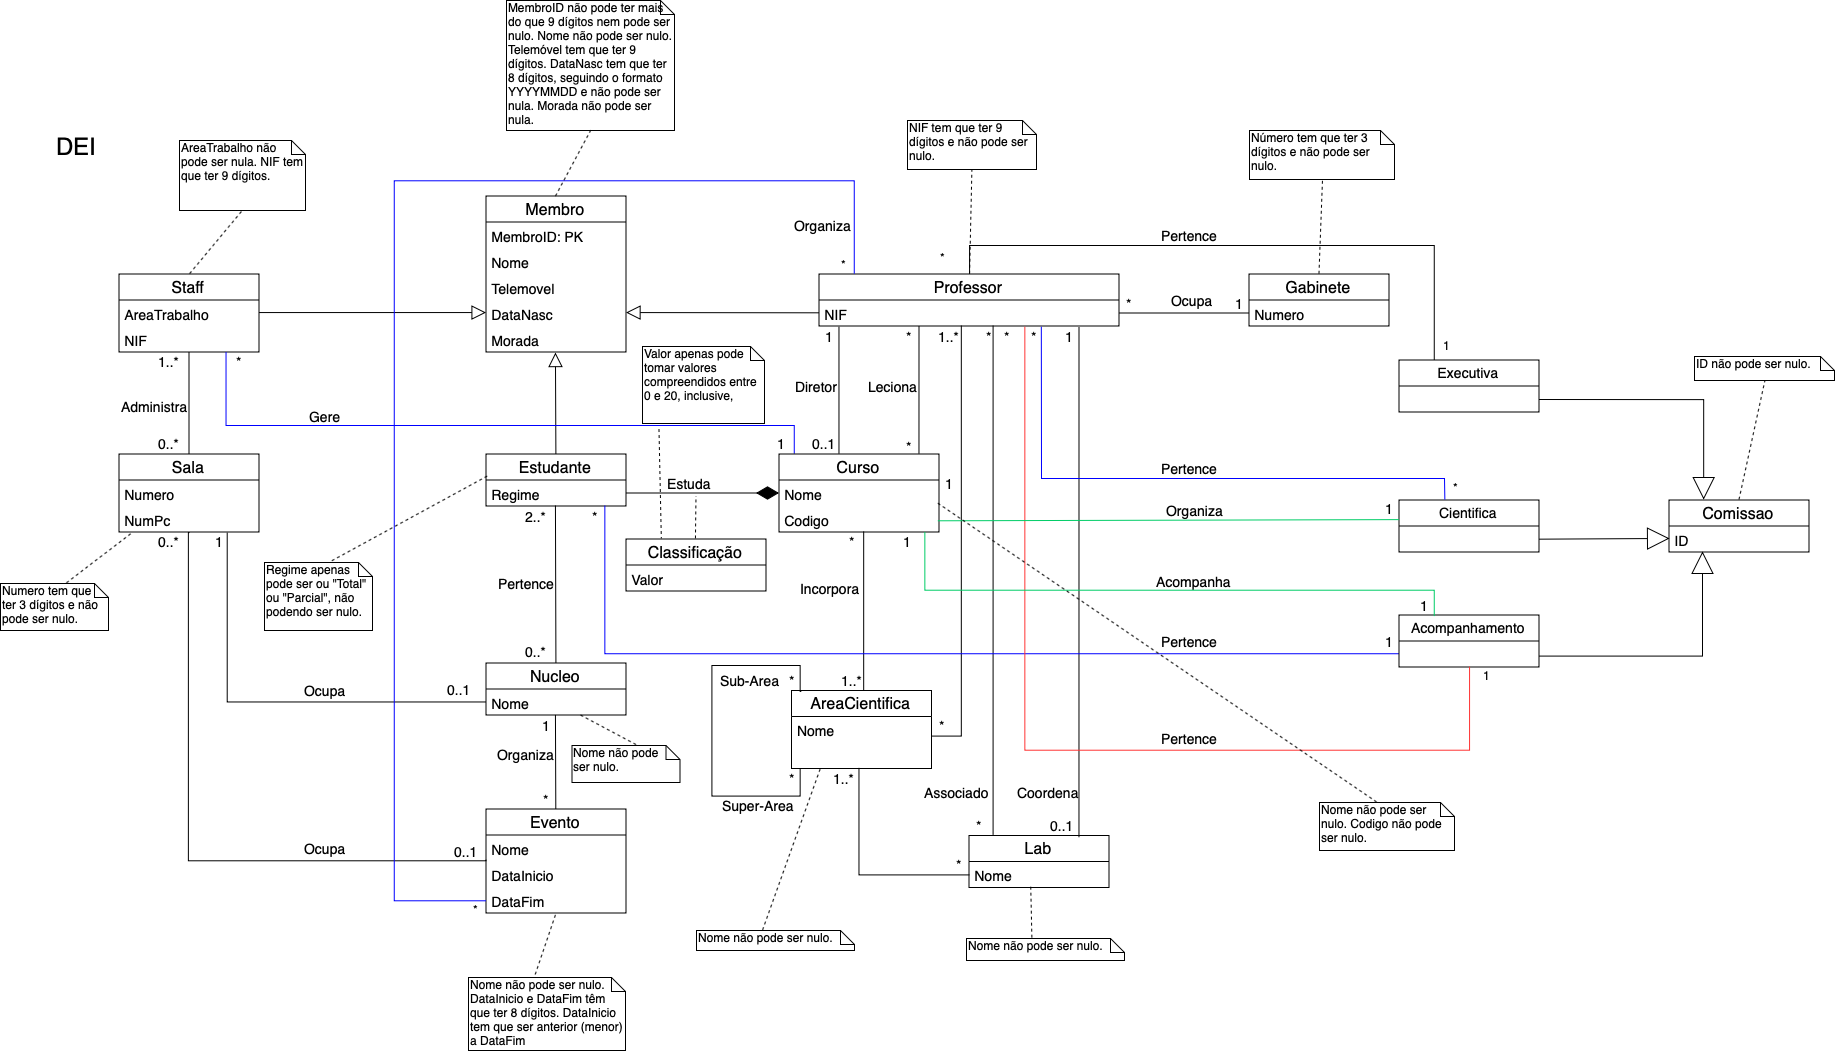 MembroID não pode ter mais
do que 9 dígitos nem pode ser
nulo. Nome não pode ser nulo.
Telemóvel tem que ter 9
dígitos. DataNasc tem que ter
8 dígitos, seguindo o formato
YYYYMMDD e não pode ser
nula. Morada não pode ser
nula.
DEI
AreaTrabalho não
pode ser nula. NIF tem
que ter 9 dígitos.
NIF tem que ter 9
dígitos e não pode ser
nulo.
Número tem que ter 3
dígitos e não pode ser
nulo.
Membro
MembroID: PK
Nome
Telemovel
DataNasc
Morada
Organiza
*
*
Pertence
Staff
AreaTrabalho
NIF
Professor
NIF
*
Ocupa
1
Gabinete
Numero
1..*
*
1
*
1..*
*
*
*
1
1
Executiva
ID não pode ser nulo.
Valor apenas pode
tomar valores
compreendidos entre
0 e 20, inclusive,
Diretor
Leciona
Administra
Gere
0..*
1
0..1
*
Sala
Numero
NumPc
Estudante
Regime
Estuda
Curso
Nome
Codigo
1
Pertence
*
Organiza
1
Cientifica
Comissao
ID
0..*
1
2..*
*
Classificação
Valor
*
1
Numero tem que
ter 3 dígitos e não
pode ser nulo.
Regime apenas
pode ser ou "Total"
ou "Parcial", não
podendo ser nulo.
Pertence
Incorpora
Acompanha
1
Acompanhamento
Pertence
1
1
0..*
Nucleo
Nome
Ocupa
0..1
Sub-Area
*
1..*
AreaCientifica
Nome
*
*
1..*
Super-Area
1
Organiza
*
Nome não pode
ser nulo.
Pertence
Associado
Coordena
*
0..1
Nome não pode ser
nulo. Codigo não pode
ser nulo.
Evento
Nome
DataInicio
DataFim
Ocupa
0..1
*
*
Lab
Nome
Nome não pode ser nulo.
Nome não pode ser nulo.
Nome não pode ser nulo.
DataInicio e DataFim têm
que ter 8 dígitos. DataInicio
tem que ser anterior (menor)
a DataFim